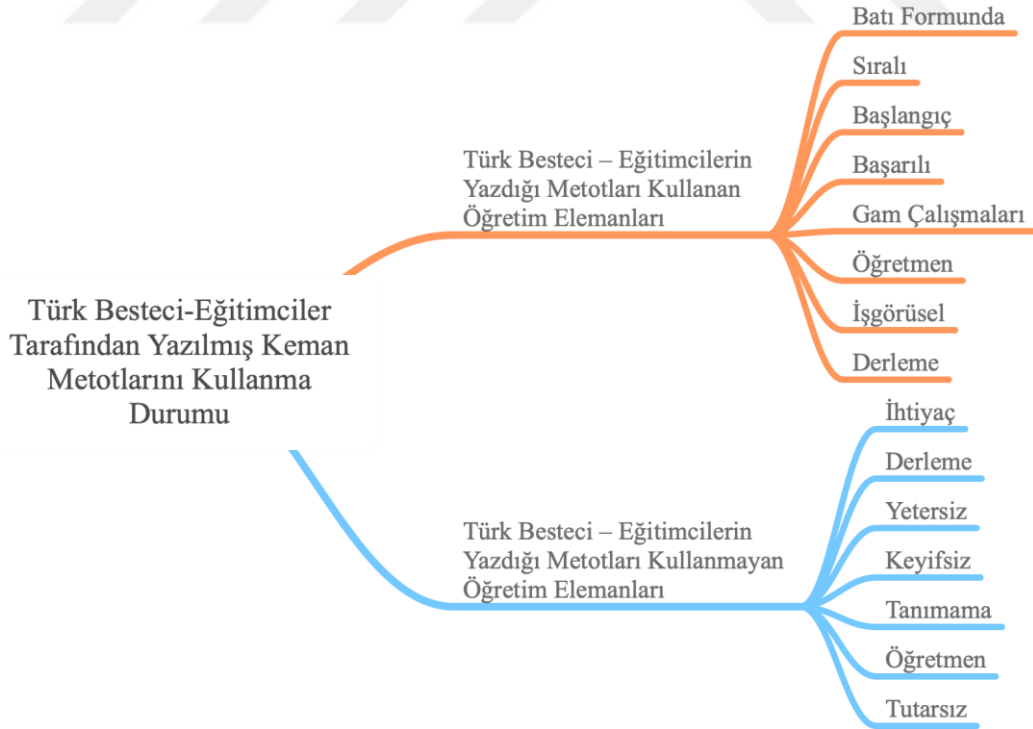 Türk Besteci-Eğitimciler
Tarafından Yazılmış Keman
Metotlarını Kullanma
Durumu
Türk Besteci – Eğitimcilerin
Yazdığı Metotları Kullanan
Öğretim Elemanları
Batı Formunda
Sıralı
Başlangıç
Başarılı
Gam Çalışmaları
Öğretmen
İşgörüsel
Derleme
Türk Besteci – Eğitimcilerin
Yazdığı Metotları Kullanmayan
Öğretim Elemanları
İhtiyaç
Derleme
Yetersiz
Keyifsiz
Tanımama
Öğretmen
Tutarsız